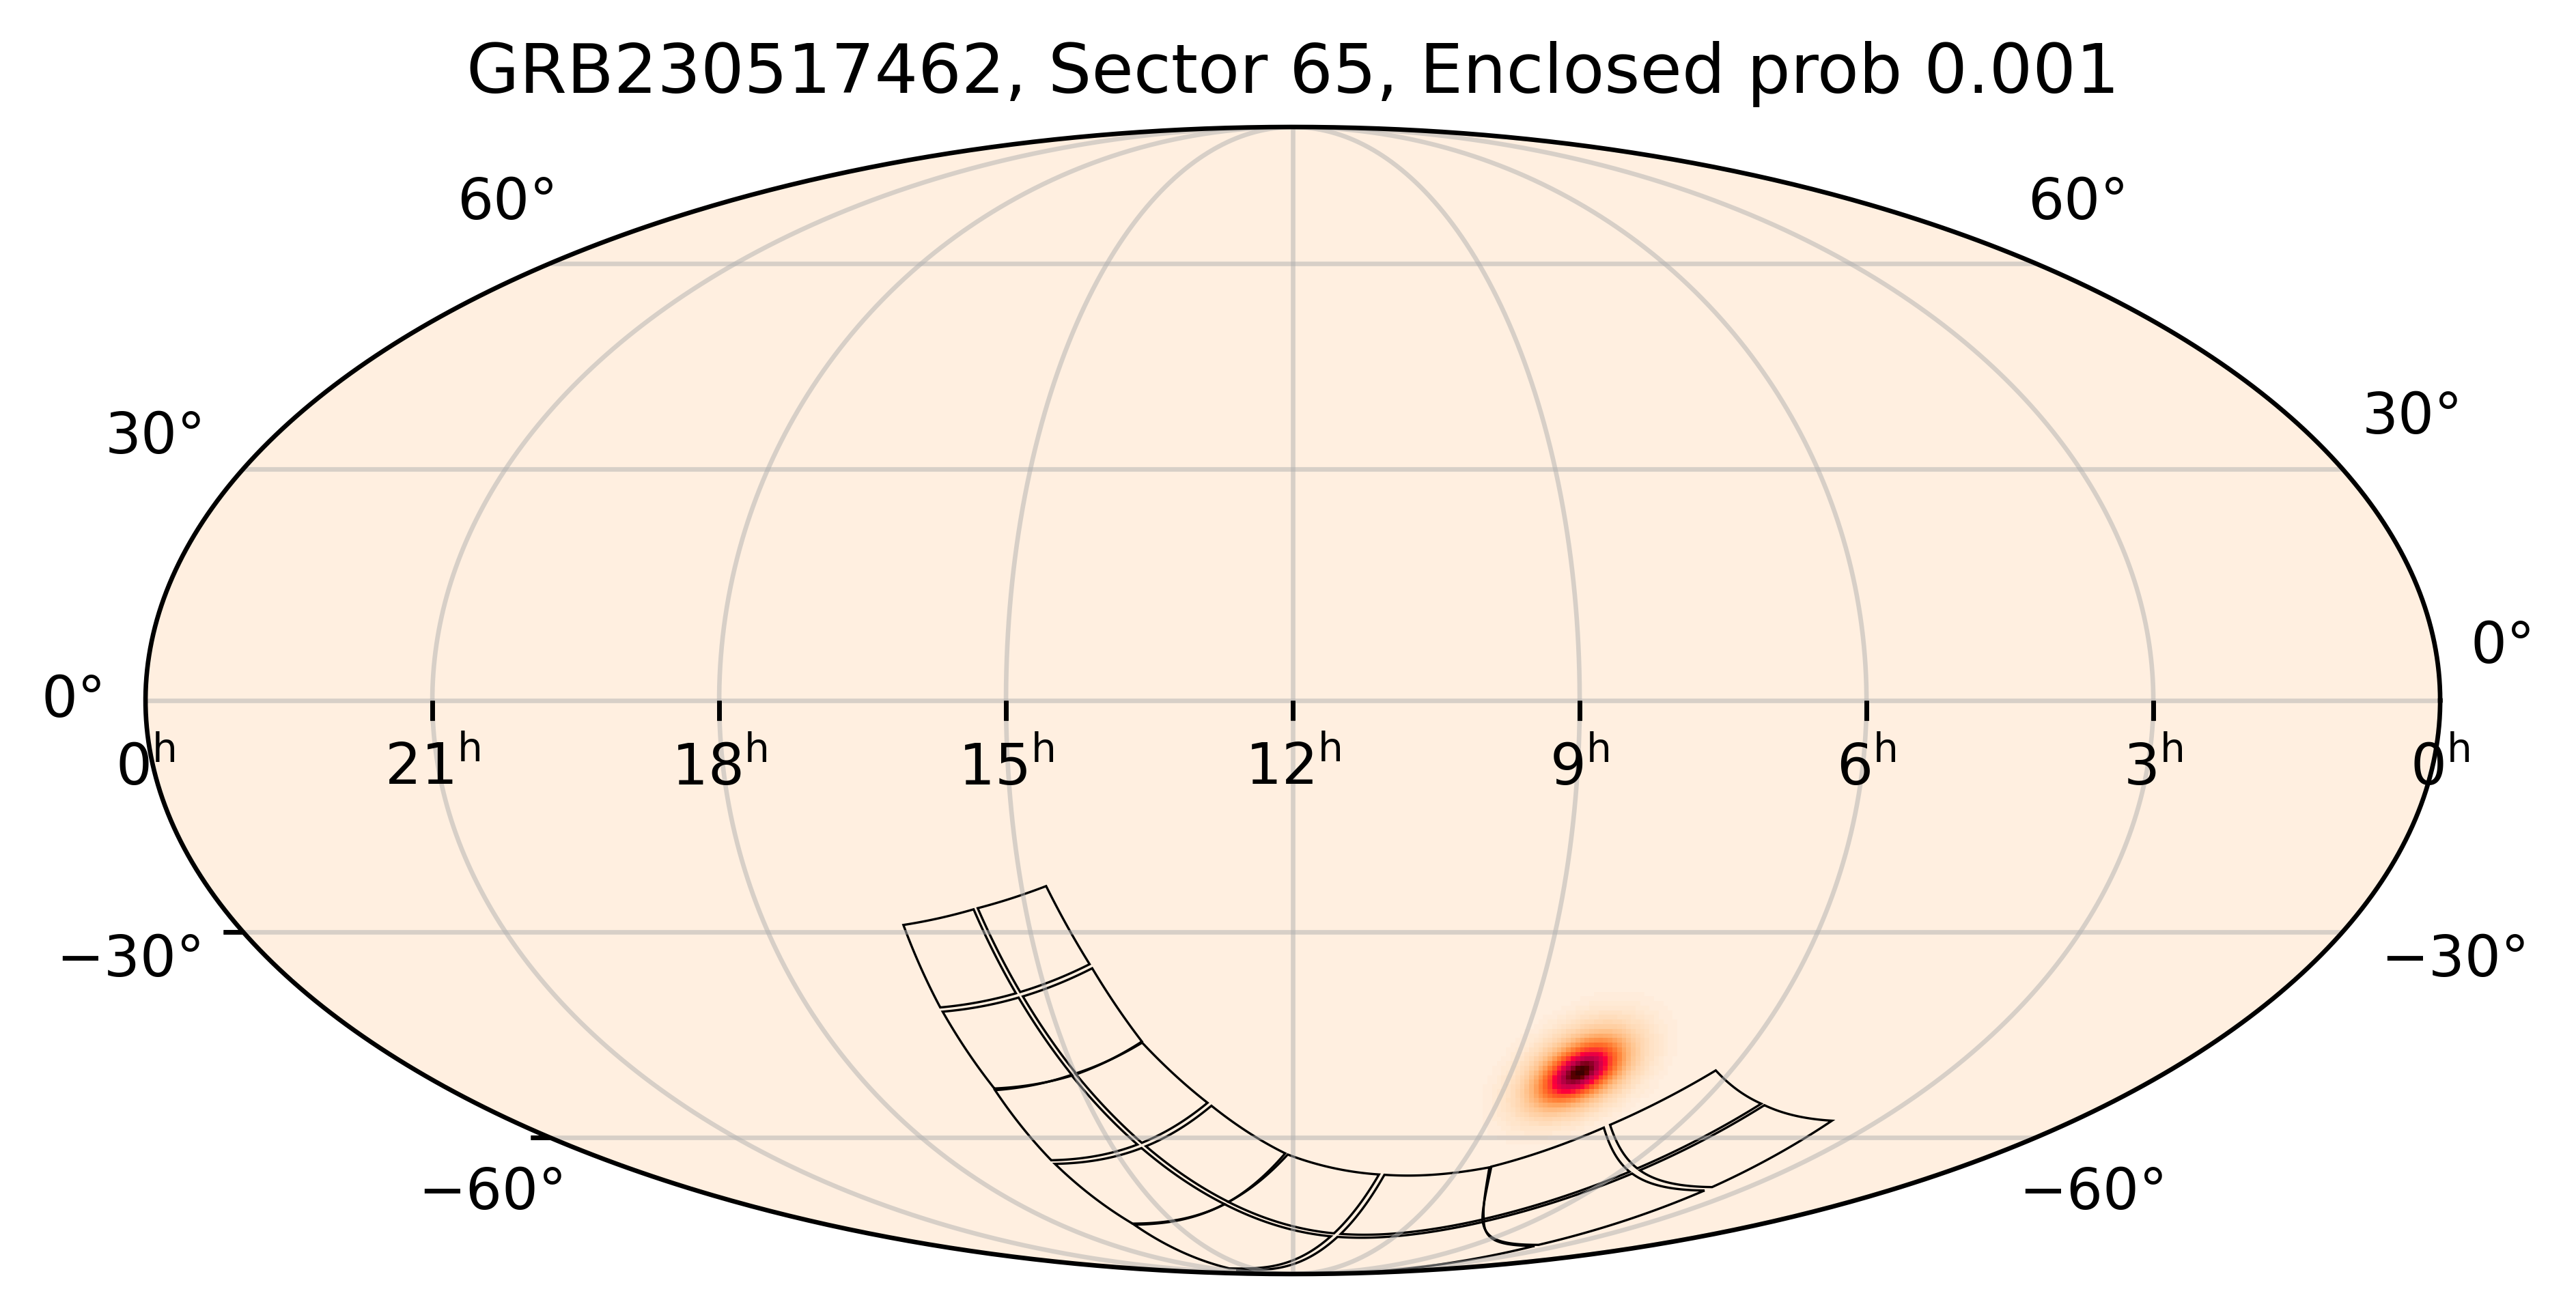 GRB230517462, Sector 65, Enclosed prob 0.001
60° 60°
30° 30°
0° 0°
0ʰ 21ʰ 18ʰ 15ʰ 12ʰ 9ʰ 6ʰ 3ʰ 0ʰ
−30° −30°
−60° −60°